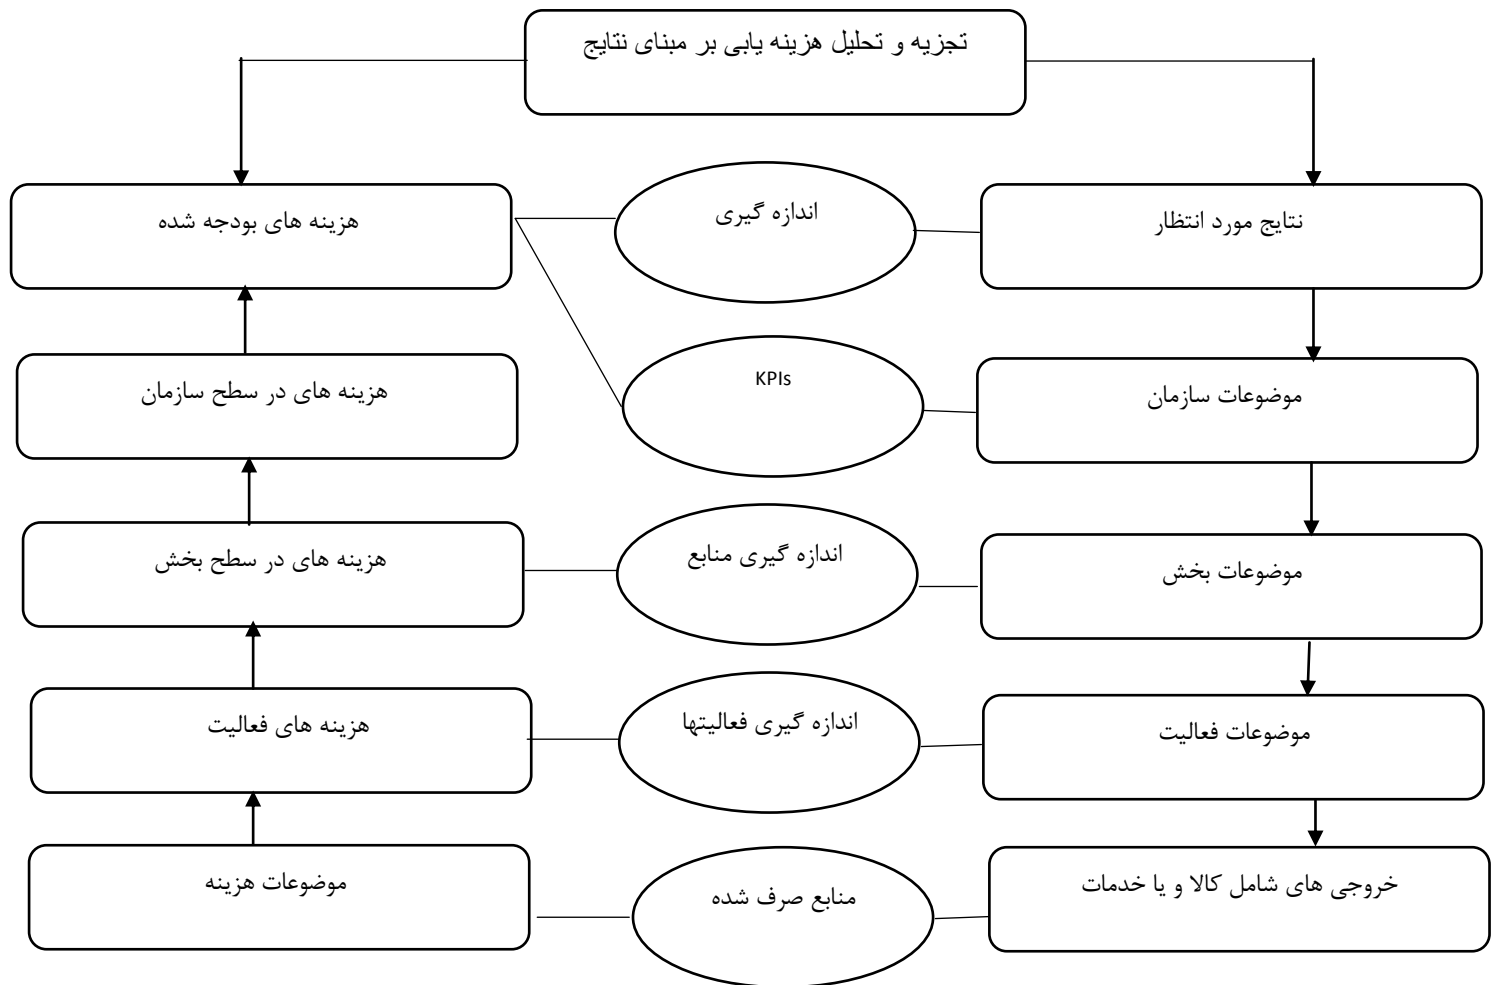 تجزیه و تحلیل هزینه یابی بر مبنای نتایج
نتایج مورد انتظار
اندازه گیری
هزینه های بودجه شده
موضوعات سازمان
KPIs
هزینه های در سطح سازمان
موضوعات بخش
اندازه گیری منابع
هزینه های در سطح بخش
موضوعات فعالیت
اندازه گیری فعالیتها
هزینه های فعالیت
خروجی های شامل کالا و یا خدمات
منابع صرف شده
موضوعات هزینه